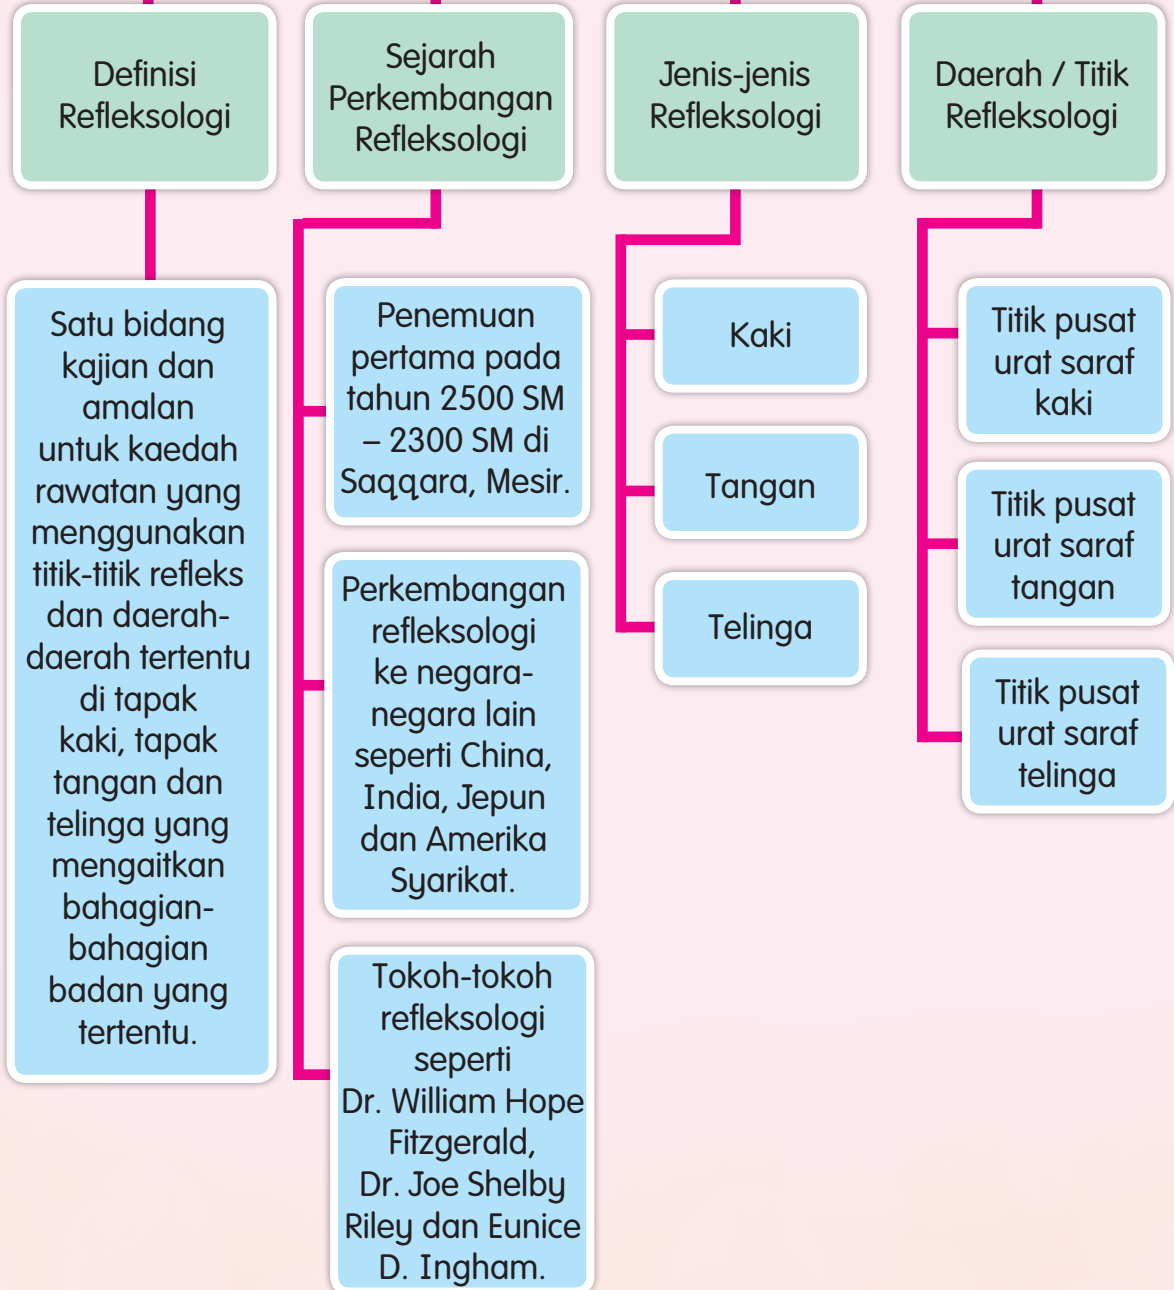 Definisi
Refleksologi
Satu bidang
kajian dan
amalan
untuk kaedah
rawatan yang
menggunakan
titik-titik refleks
dan daerah-
daerah tertentu
di tapak
kaki, tapak
tangan dan
telinga yang
mengaitkan
bahagian-
bahagian
badan yang
tertentu.
Sejarah
Perkembangan
Refleksologi
Penemuan
pertama pada
tahun 2500 SM
– 2300 SM di
Saqqara, Mesir.
Perkembangan
refleksologi
ke negara-
negara lain
seperti China,
India, Jepun
dan Amerika
Syarikat.
Tokoh-tokoh
refleksologi
seperti
Dr. William Hope
Fitzgerald,
Dr. Joe Shelby
Riley dan Eunice
D. Ingham.
Jenis-jenis
Refleksologi
Kaki
Tangan
Telinga
Daerah / Titik
Refleksologi
Titik pusat
urat saraf
kaki
Titik pusat
urat saraf
tangan
Titik pusat
urat saraf
telinga